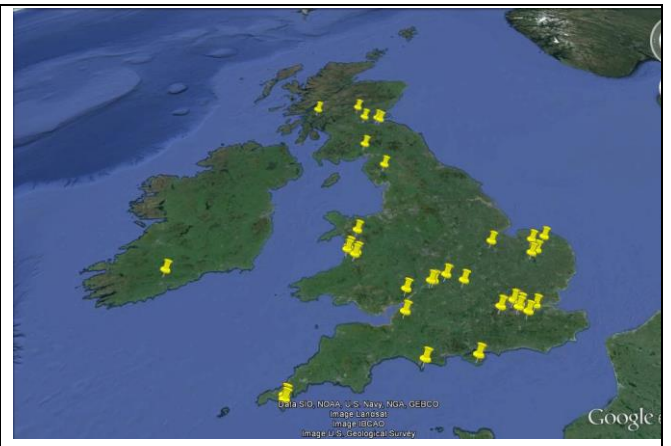 Data SIO, NOAA, U.S. Navy, NGA, GEBCO
Image Landsat
Image IBCAO
Image U.S. Geological Survey
Google